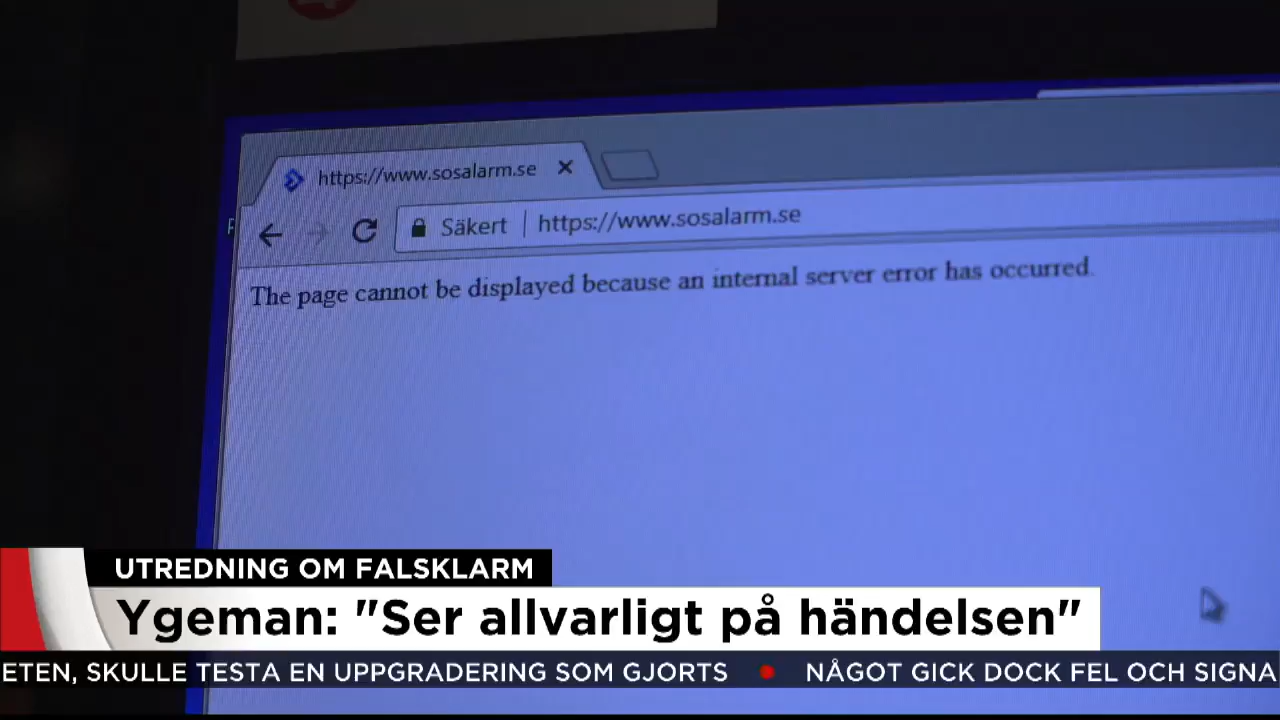 https://www.sosalarm.se
Säkert https://www.sosalarm.se
The page cannot be displayed because an internal server error has occurred.
UTREDNING OM FALSKLARM
Ygeman: "Ser allvarligt på händelsen"
ETEN, SKULLE TESTA EN UPPGRADERING SOM GJORTS • NÅGOT GICK DOCK FEL OCH SIGNA